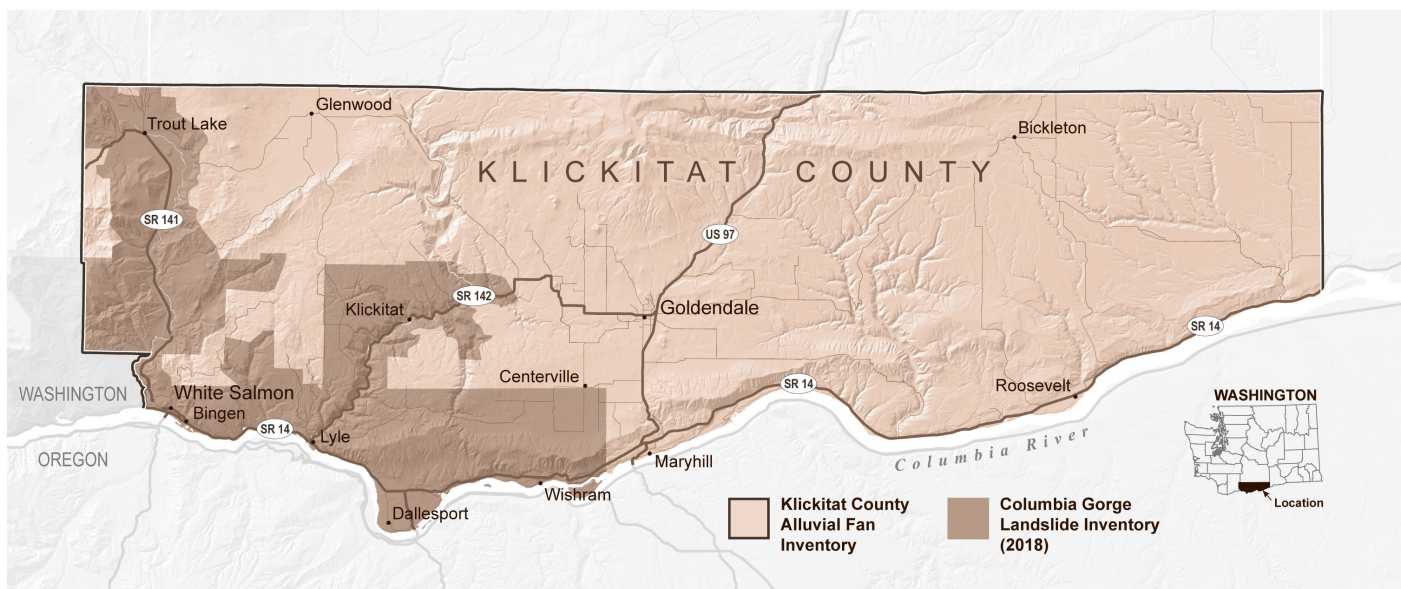 Glenwood
Trout Lake
Bickleton
KLICKITAT COUNTY
SR 141
US 97
SR 142
Klickitat
Goldendale
SR 14
Centerville
SR 14
Roosevelt
WASHINGTON
White Salmon
Bingen
SR 14
Lyle
OREGON
Maryhill
Columbia River
Wishram
Dallesport
Klickitat County
Alluvial Fan
Inventory
Columbia Gorge
Landslide Inventory
(2018)
WASHINGTON
Location